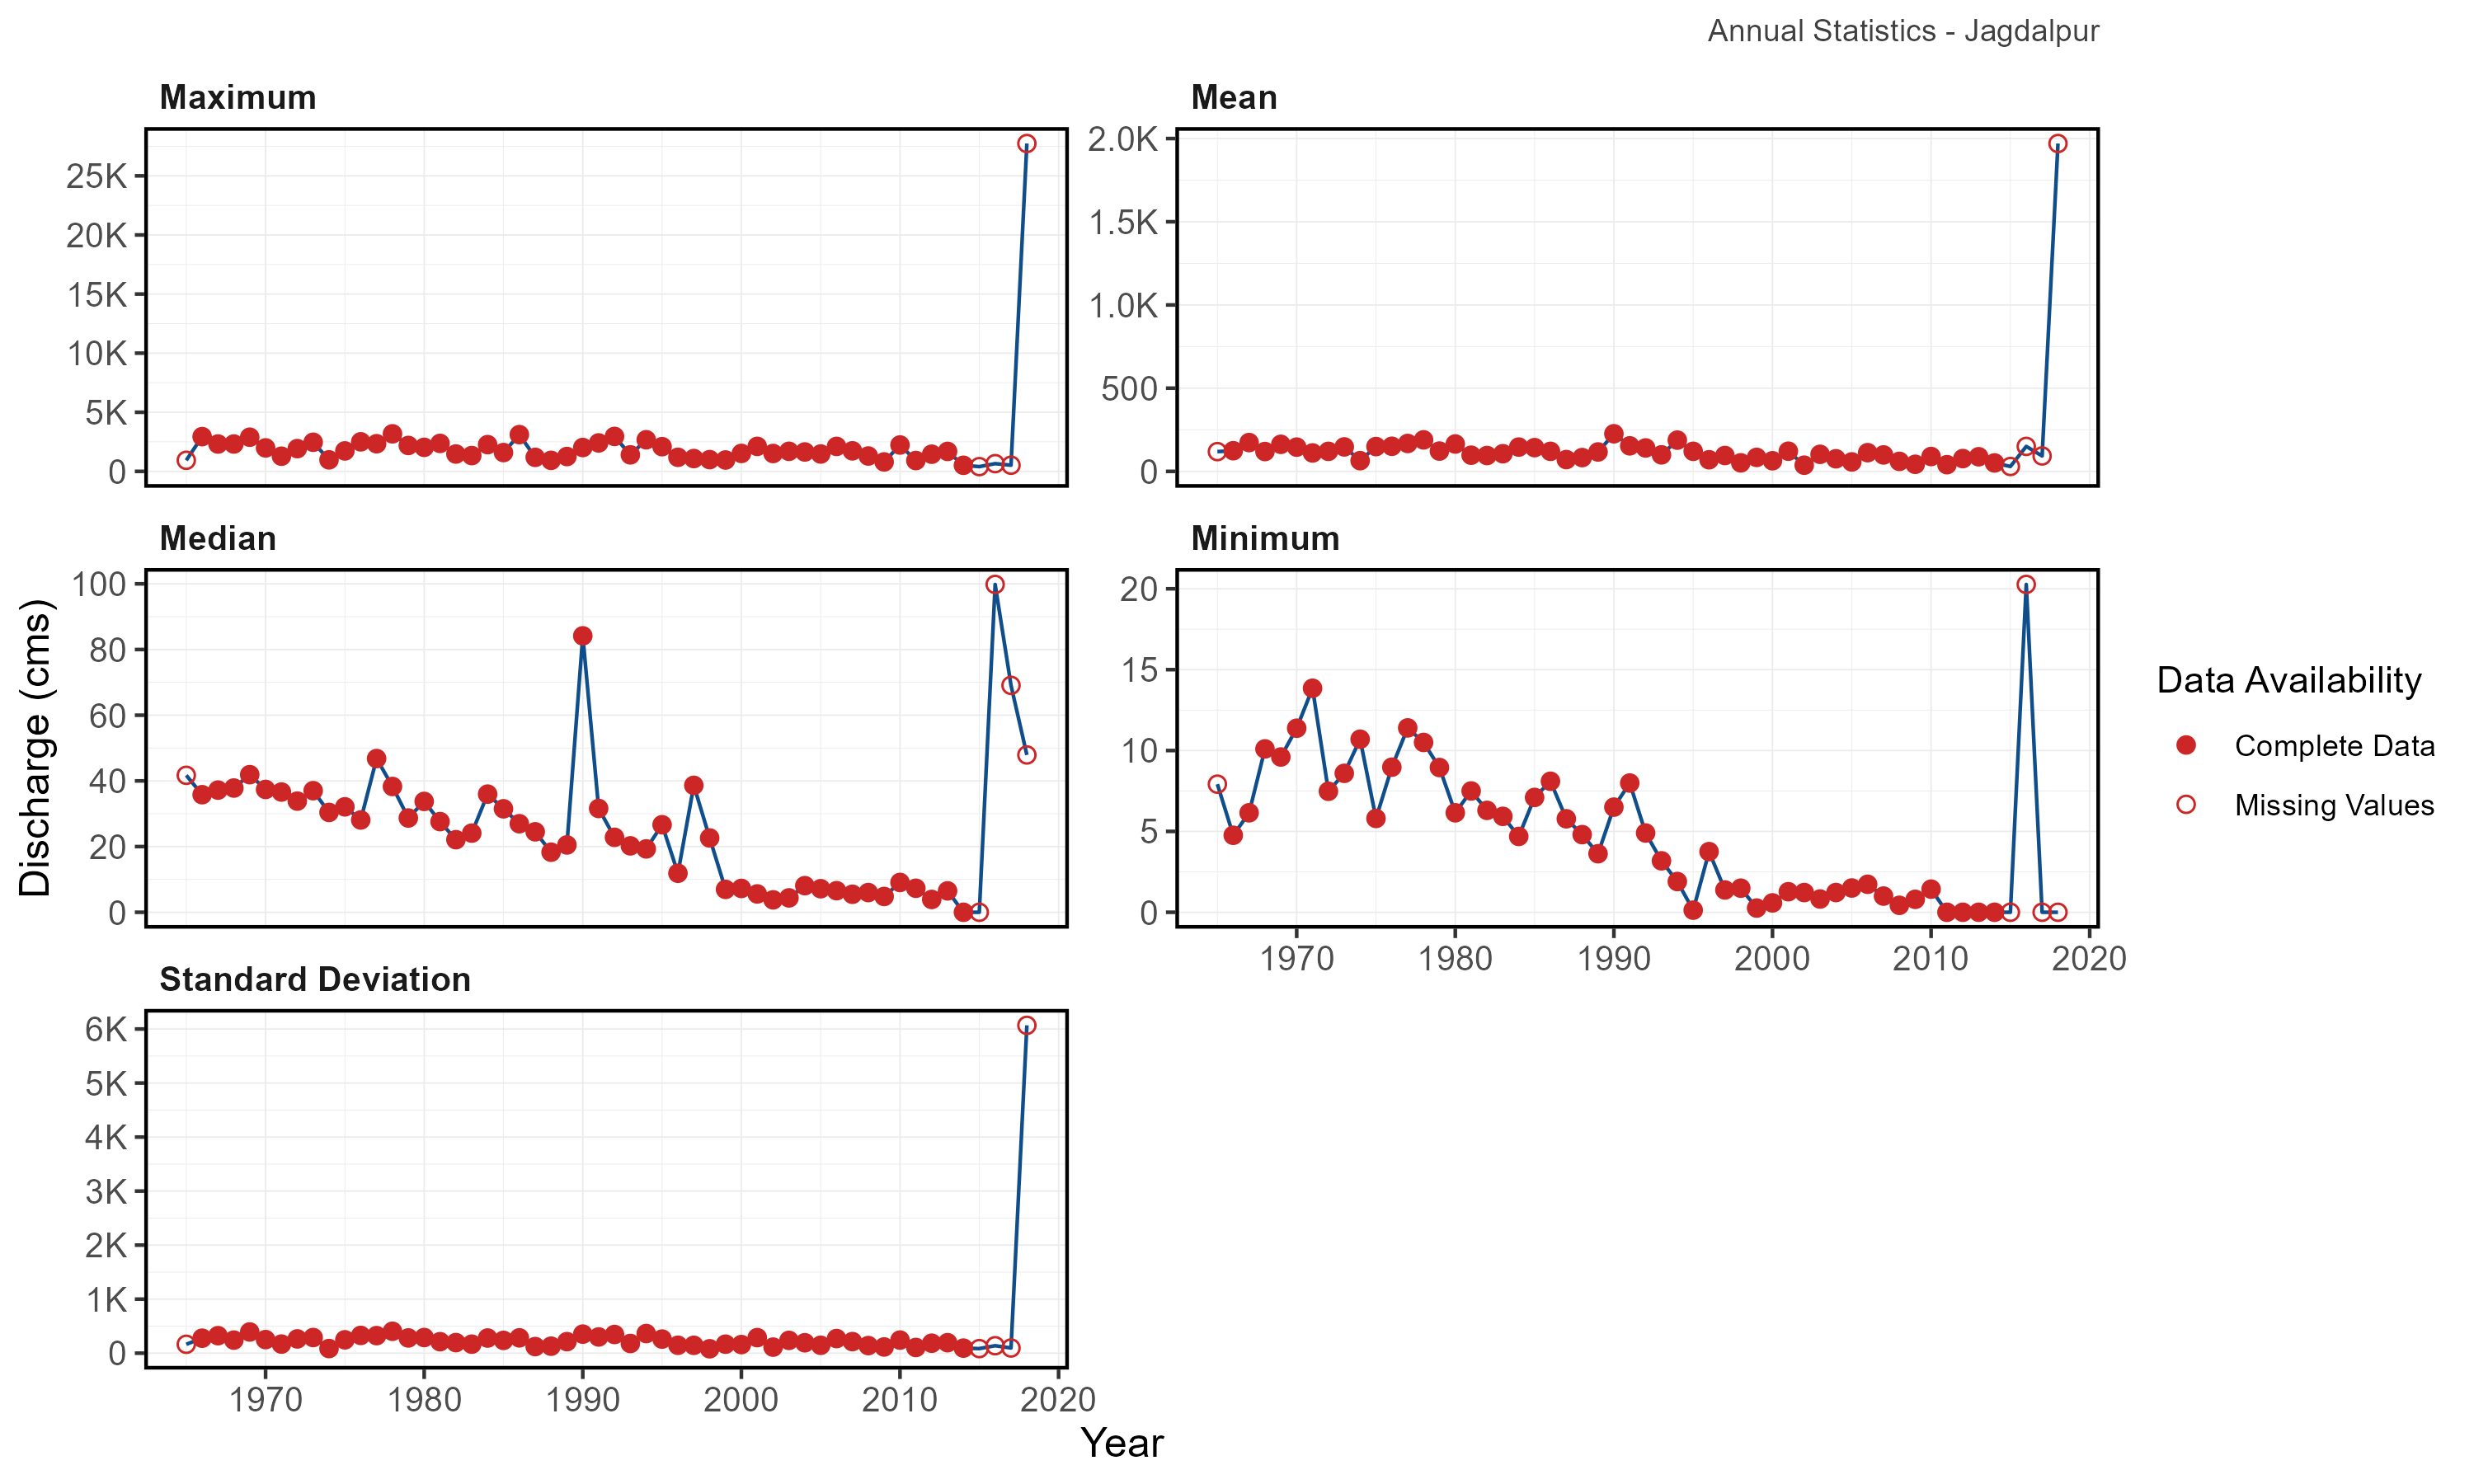 Annual Statistics - Jagdalpur
Maximum
25K
20K
15K
10K
5K
0
Mean
2.0K
1.5K
1.0K
500
0
Median
100
80
60
40
20
0
Minimum
20
15
10
5
0
1970 1980 1990 2000 2010 2020
Standard Deviation
6K
5K
4K
3K
2K
1K
0
1970 1980 1990 2000 2010 2020
Discharge (cms)
Year
Data Availability
Complete Data
Missing Values